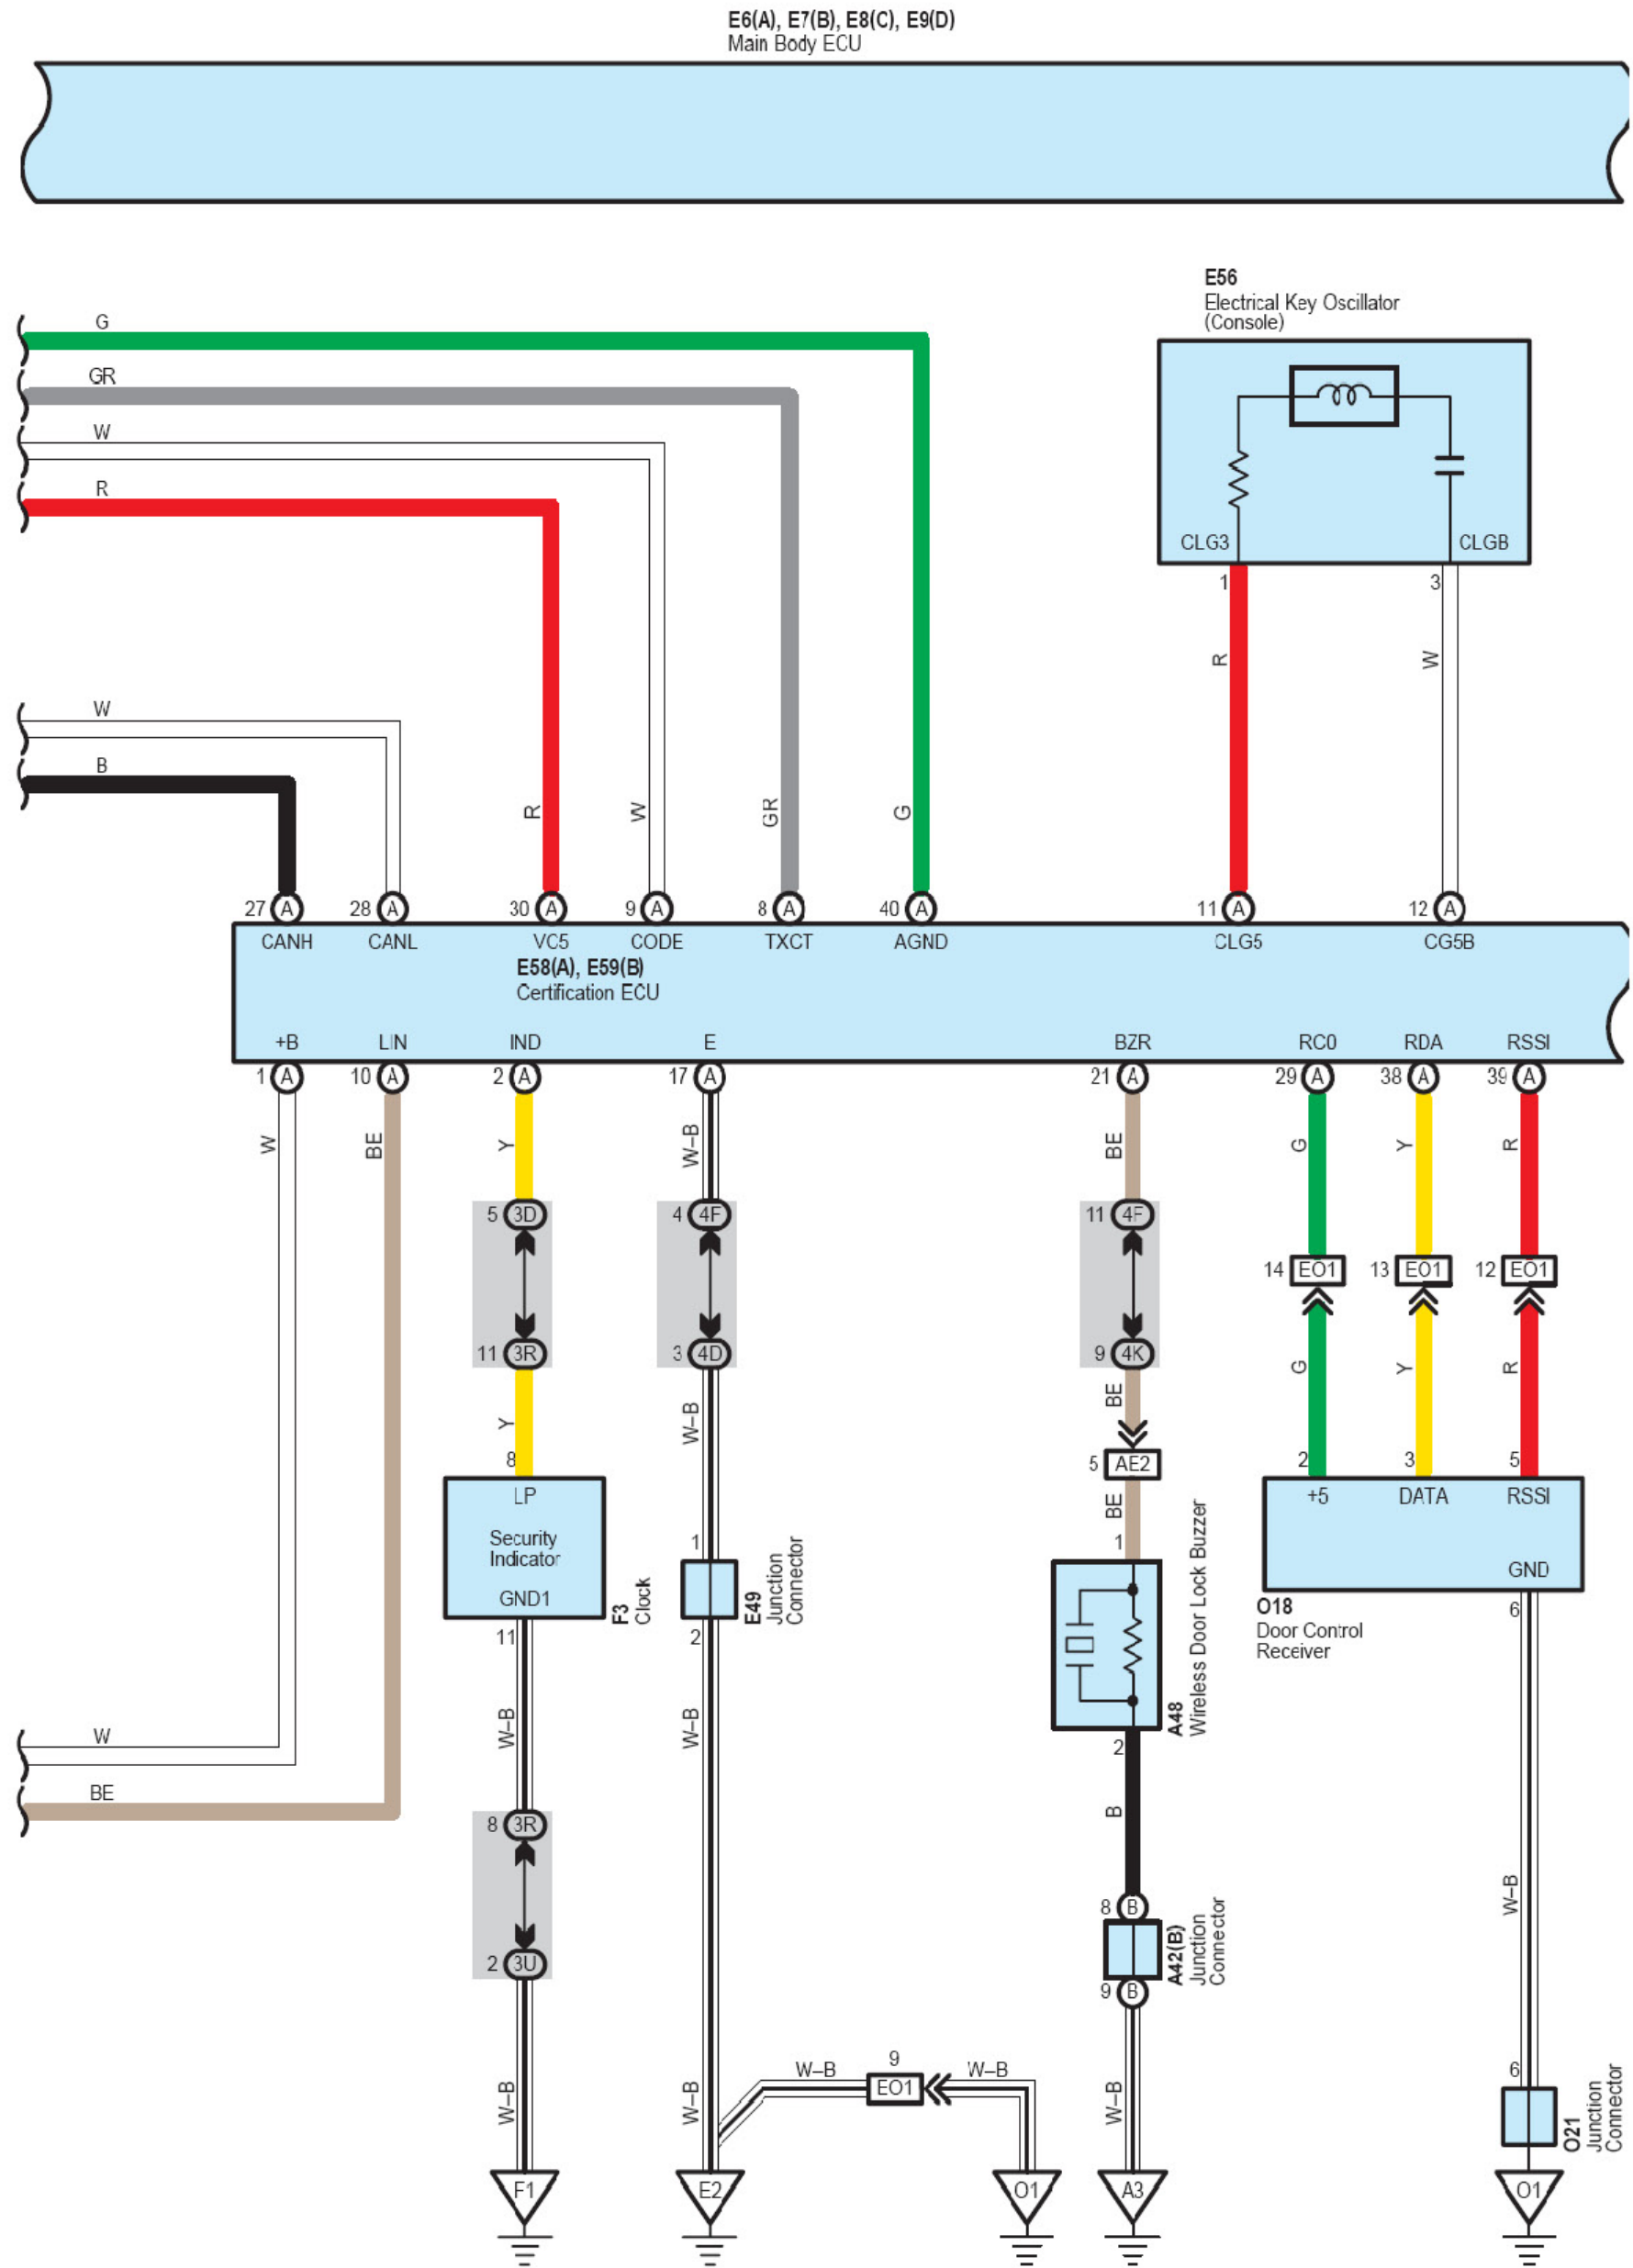 E6(A), E7(B), E8(C), E9(D)
Main Body ECU
E56
Electrical Key Oscillator
(Console)
G
GR
W
R
CLG3
CLGB
1
3
R
W
W
B
R
W
GR
G
27 A
28 A
30 A
9 A
8 A
40 A
11 A
12 A
CANH
CANL
VC5
CODE
TXCT
AGND
CLG5
CG5B
E58(A), E59(B)
Certification ECU
+B
LIN
IND
E
BZR
RC0
RDA
RSSI
1 A
10 A
2 A
17 A
21 A
29 A
38 A
39 A
W
BE
Y
W–B
BE
G
Y
R
5 3D
4 4F
11 4F
14 EO1
13 EO1
12 EO1
11 3R
3 4D
9 4K
Y
W–B
BE
G
Y
R
8
5 AE2
2
3
5
LP
Security
Indicator
GND1
F3
Clock
1
E49
Junction
Connector
BE
1
A48
Wireless Door Lock Buzzer
+5
DATA
RSSI
GND
O18
Door Control
Receiver
6
11
2
W–B
W–B
2
W
BE
B
8 3R
W–B
8 B
A42(B)
Junction
Connector
9 B
2 3U
W–B
W–B
W–B
9
EO1
W–B
W–B
6
O21
Junction
Connector
F1
E2
O1
A3
O1